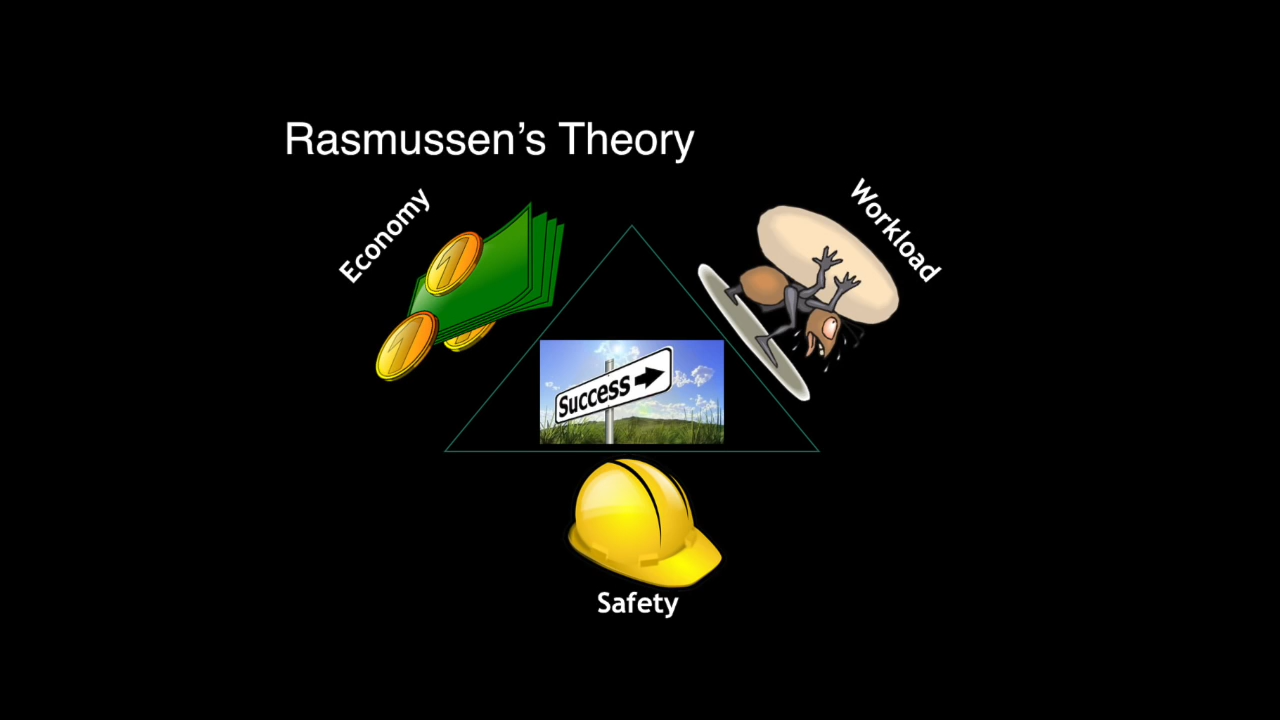 Rasmussen's Theory
Economy
Workload
Success
Safety